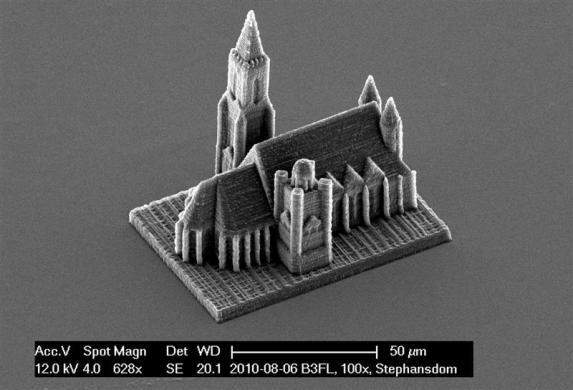 Acc.V Spot Magn Det WD 50 µm
12.0 kV 4.0 628x SE 20.1 2010-08-06 B3FL, 100x, Stephansdom